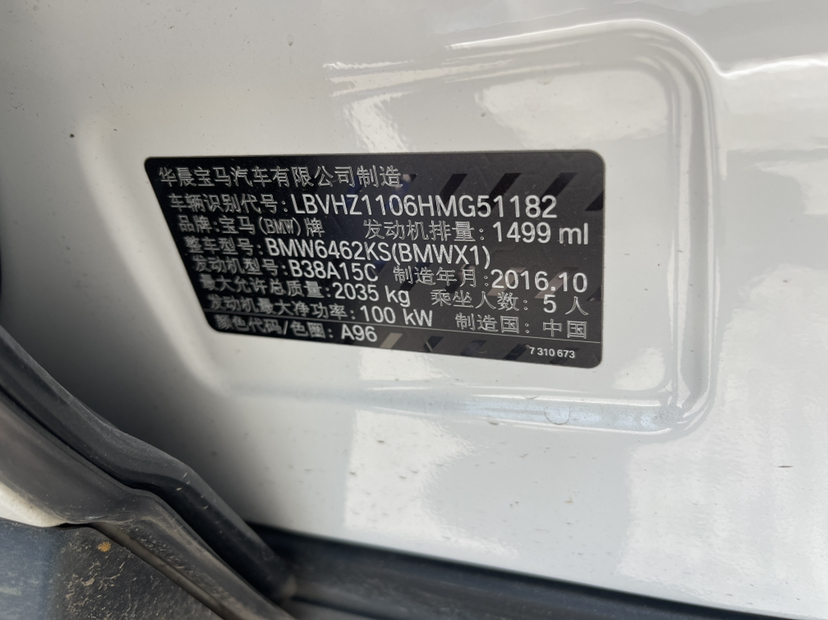 华晨宝马汽车有限公司制造
车辆识别代号: LBVHZ1106HMG51182
品牌: 宝马(BMW)牌 发动机排量: 1499 ml
整车型号: BMW6462KS(BMWX1)
发动机型号: B38A15C 制造年月: 2016.10
最大允许总质量: 2035 kg 乘坐人数: 5 人
发动机最大净功率: 100 kW 制造国: 中国
颜色代码/色圈: A96
7 310 673